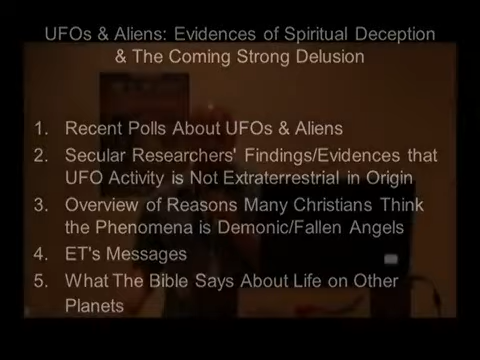 UFOs & Aliens: Evidences of Spiritual Deception
& The Coming Strong Delusion
1. Recent Polls About UFOs & Aliens
2. Secular Researchers' Findings/Evidences that
UFO Activity is Not Extraterrestrial in Origin
3. Overview of Reasons Many Christians Think
the Phenomena is Demonic/Fallen Angels
4. ET's Messages
5. What The Bible Says About Life on Other
Planets